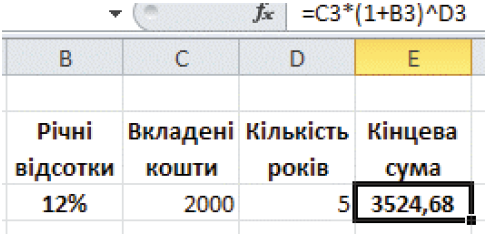 fx =C3*(1+B3)^D3
B C D E
Річні Вкладені Кількість Кінцева
відсотки кошти років сума
12% 2000 5 3524,68